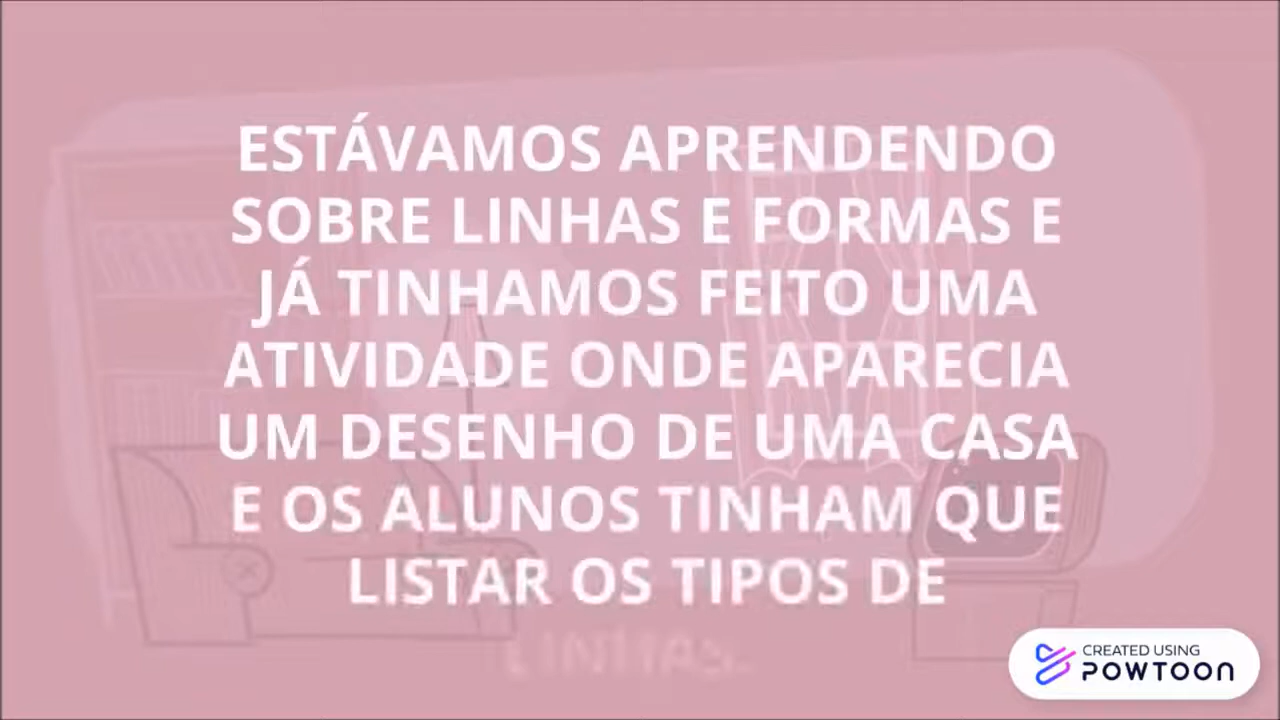 ESTÁVAMOS APRENDENDO
SOBRE LINHAS E FORMAS E
JÁ TINHAMOS FEITO UMA
ATIVIDADE ONDE APARECIA
UM DESENHO DE UMA CASA
E OS ALUNOS TINHAM QUE
LISTAR OS TIPOS DE
LINHAS.
CREATED USING
POWTOON